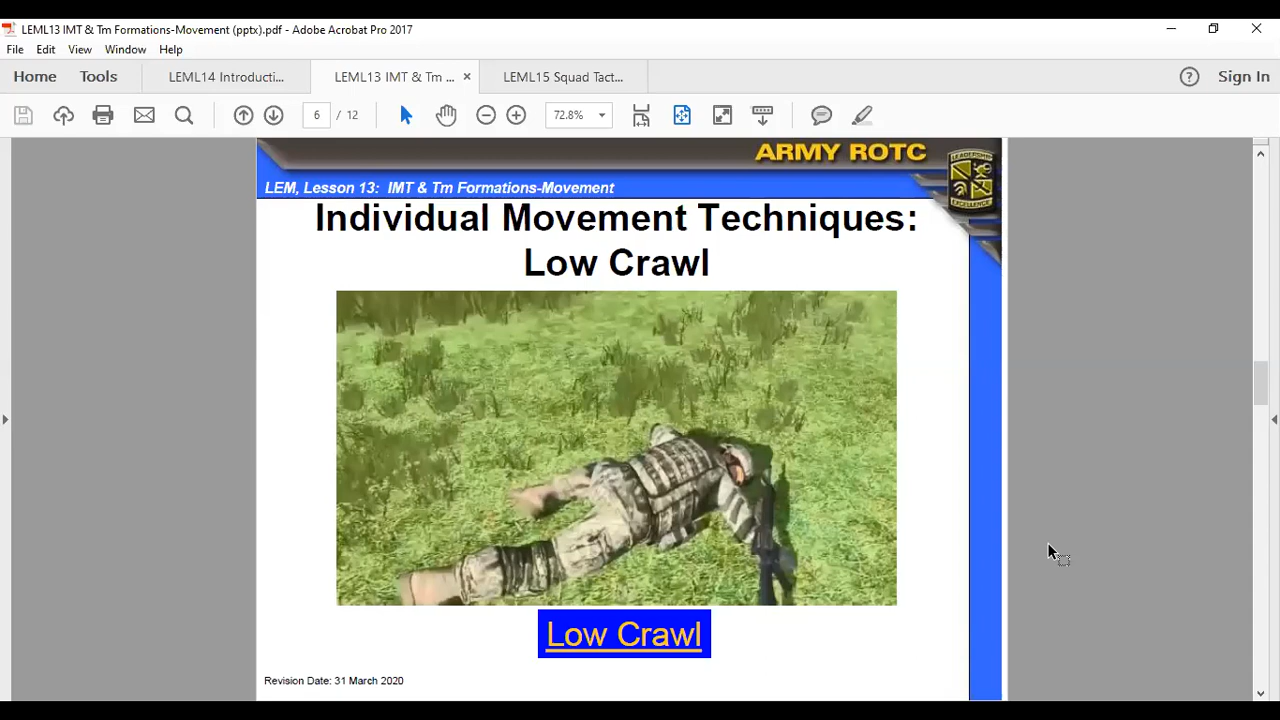 LEML13 IMT & Tm Formations-Movement (pptx).pdf - Adobe Acrobat Pro 2017
File Edit View Window Help
Home Tools LEML14 Introducti... LEML13 IMT & Tm ... × LEML15 Squad Tact... ? Sign In
6 / 12 72.8%
ARMY ROTC
LEADERSHIP
EXCELLENCE
LEM, Lesson 13: IMT & Tm Formations-Movement
Individual Movement Techniques:
Low Crawl
Low Crawl
Revision Date: 31 March 2020